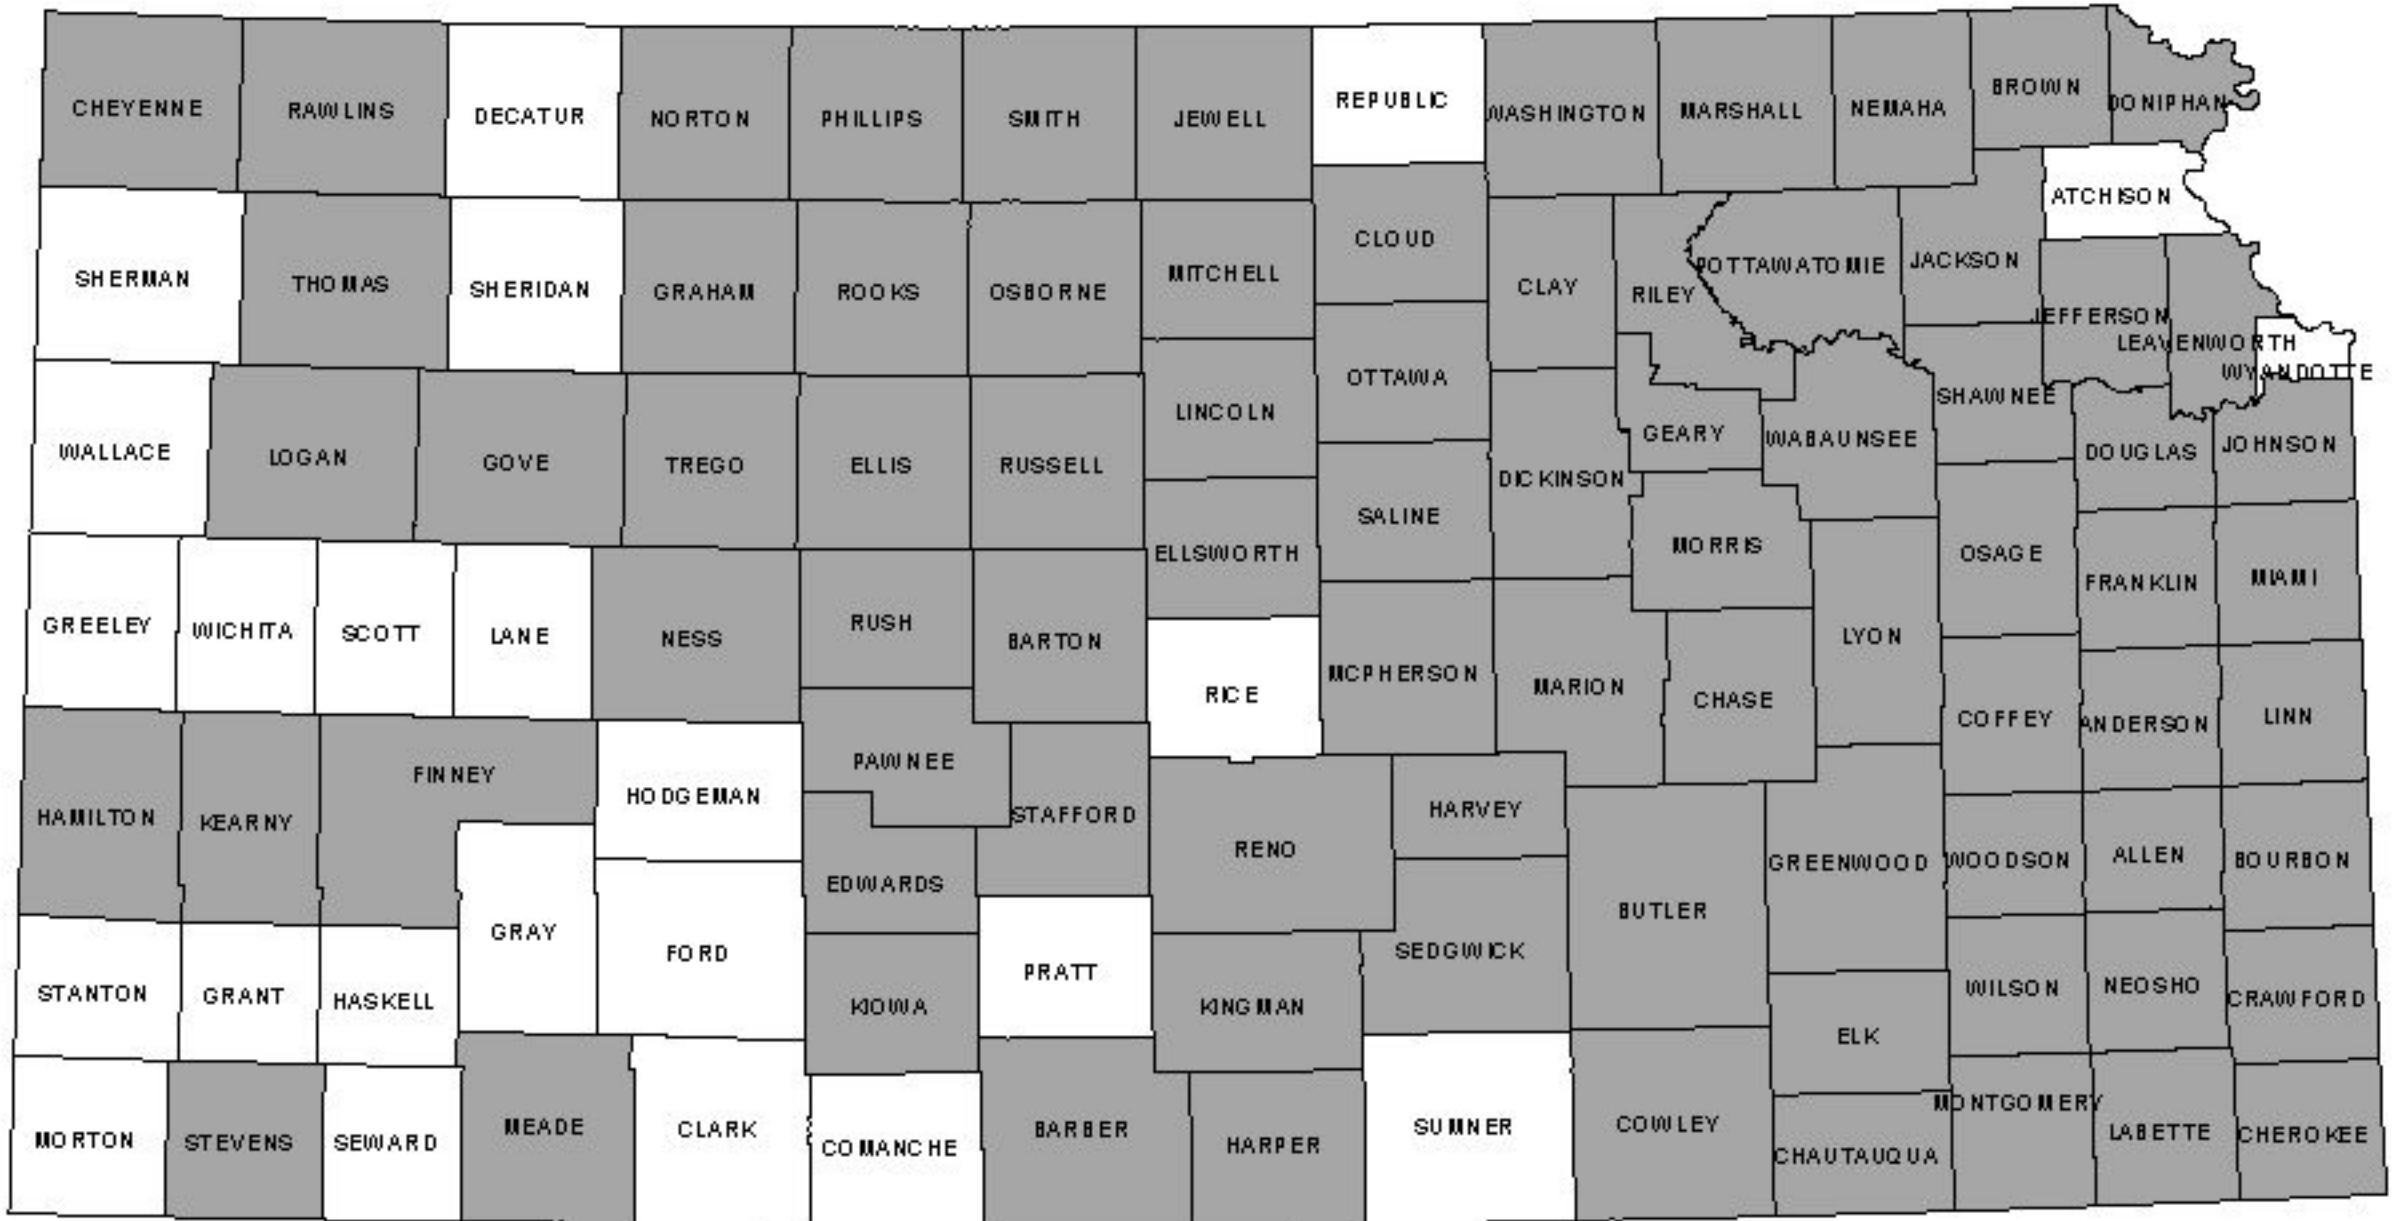 CHEYENNE
RAWLINS
DECATUR
NORTON
PHILLIPS
SMITH
JEWELL
REPUBLIC
WASHINGTON
MARSHALL
NEMAHA
BROWN
DONIPHAN
ATCHISON
SHERMAN
THOMAS
SHERIDAN
GRAHAM
ROOKS
OSBORNE
MITCHELL
CLOUD
CLAY
RILEY
POTTAWATOMIE
JACKSON
JEFFERSON
LEAVENWORTH
WYANDOTTE
WALLACE
LOGAN
GOVE
TREGO
ELLIS
RUSSELL
LINCOLN
OTTAWA
DICKINSON
GEARY
WABAUNSEE
SHAWNEE
DOUGLAS
JOHNSON
GREELEY
WICHITA
SCOTT
LANE
NESS
RUSH
BARTON
ELLSWORTH
SALINE
MORRIS
LYON
OSAGE
FRANKLIN
MIAMI
RICE
MCPHERSON
MARION
CHASE
COFFEY
ANDERSON
LINN
HAMILTON
KEARNY
FINNEY
HODGEMAN
PAWNEE
STAFFORD
RENO
HARVEY
BUTLER
GREENWOOD
WOODSON
ALLEN
BOURBON
GRAY
FORD
EDWARDS
PRATT
KINGMAN
SEDGWICK
ELK
WILSON
NEOSHO
CRAWFORD
STANTON
GRANT
HASKELL
KIOWA
MORTON
STEVENS
SEWARD
MEADE
CLARK
COMANCHE
BARBER
HARPER
SUMNER
COWLEY
CHAUTAUQUA
MONTGOMERY
LABETTE
CHEROKEE